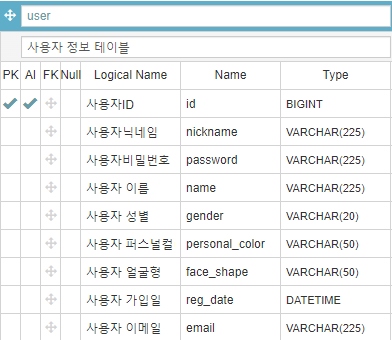 user
사용자 정보 테이블
PK AI FK Null Logical Name Name Type
사용자ID id BIGINT
사용자닉네임 nickname VARCHAR(225)
사용자비밀번호 password VARCHAR(225)
사용자 이름 name VARCHAR(225)
사용자 성별 gender VARCHAR(20)
사용자 퍼스널컬 personal_color VARCHAR(50)
사용자 얼굴형 face_shape VARCHAR(50)
사용자 가입일 reg_date DATETIME
사용자 이메일 email VARCHAR(225)